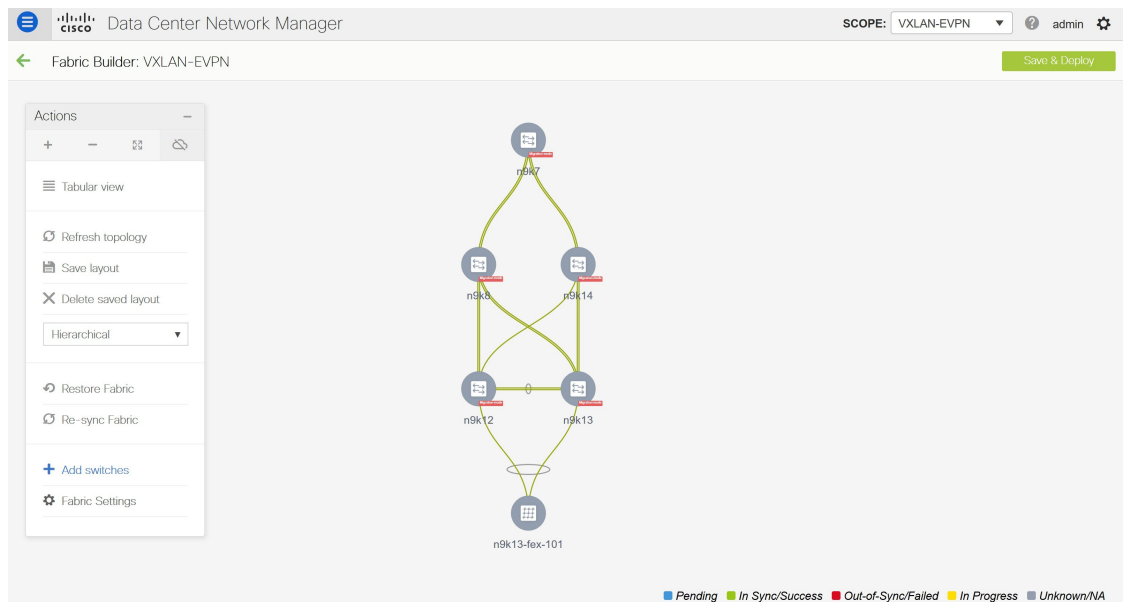 cisco Data Center Network Manager
SCOPE: VXLAN-EVPN ▼ ? admin
Fabric Builder: VXLAN-EVPN
Save & Deploy
Actions
Tabular view
Refresh topology
Save layout
Delete saved layout
Hierarchical
Restore Fabric
Re-sync Fabric
Add switches
Fabric Settings
n9k7
n9k8
n9k14
n9k12
n9k13
n9k13-fex-101
Pending In Sync/Success Out-of-Sync/Failed In Progress Unknown/NA